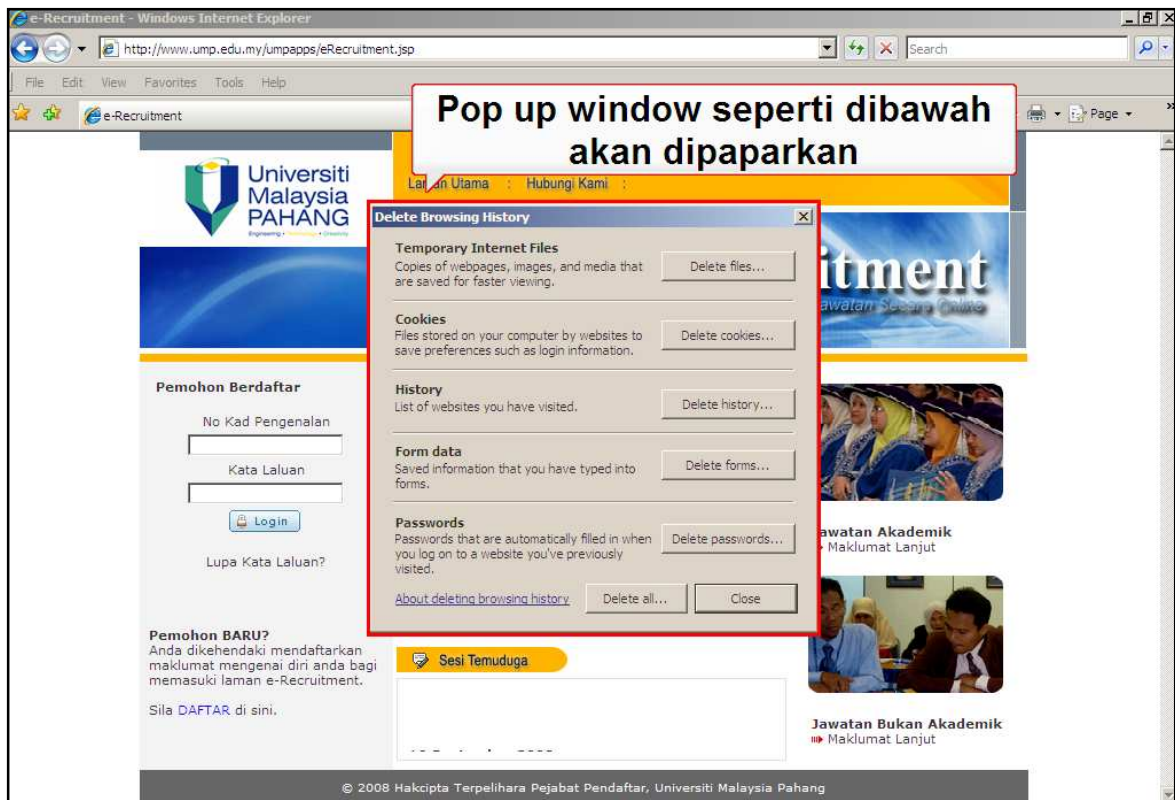 e-Recruitment - Windows Internet Explorer
http://www.ump.edu.my/umpapps/eRecruitment.jsp
Search
File Edit View Favorites Tools Help
e-Recruitment
Page
Pop up window seperti dibawah
akan dipaparkan
Universiti
Malaysia
PAHANG
Laman Utama : Hubungi Kami :
itment
awatan Secara Online
Delete Browsing History
Temporary Internet Files
Copies of webpages, images, and media that
are saved for faster viewing.
Delete files...
Cookies
Files stored on your computer by websites to
save preferences such as login information.
Delete cookies...
History
List of websites you have visited.
Delete history...
Form data
Saved information that you have typed into
forms.
Delete forms...
Passwords
Passwords that are automatically filled in when
you log on to a website you've previously
visited.
Delete passwords...
About deleting browsing history
Delete all...
Close
Pemohon Berdaftar
No Kad Pengenalan
Kata Laluan
Login
Lupa Kata Laluan?
Pemohon BARU?
Anda dikehendaki mendaftarkan
maklumat mengenai diri anda bagi
memasuki laman e-Recruitment.
Sila DAFTAR di sini.
Sesi Temuduga
awatan Akademik
Maklumat Lanjut
Jawatan Bukan Akademik
Maklumat Lanjut
© 2008 Hakcipta Terpelihara Pejabat Pendaftar, Universiti Malaysia Pahang